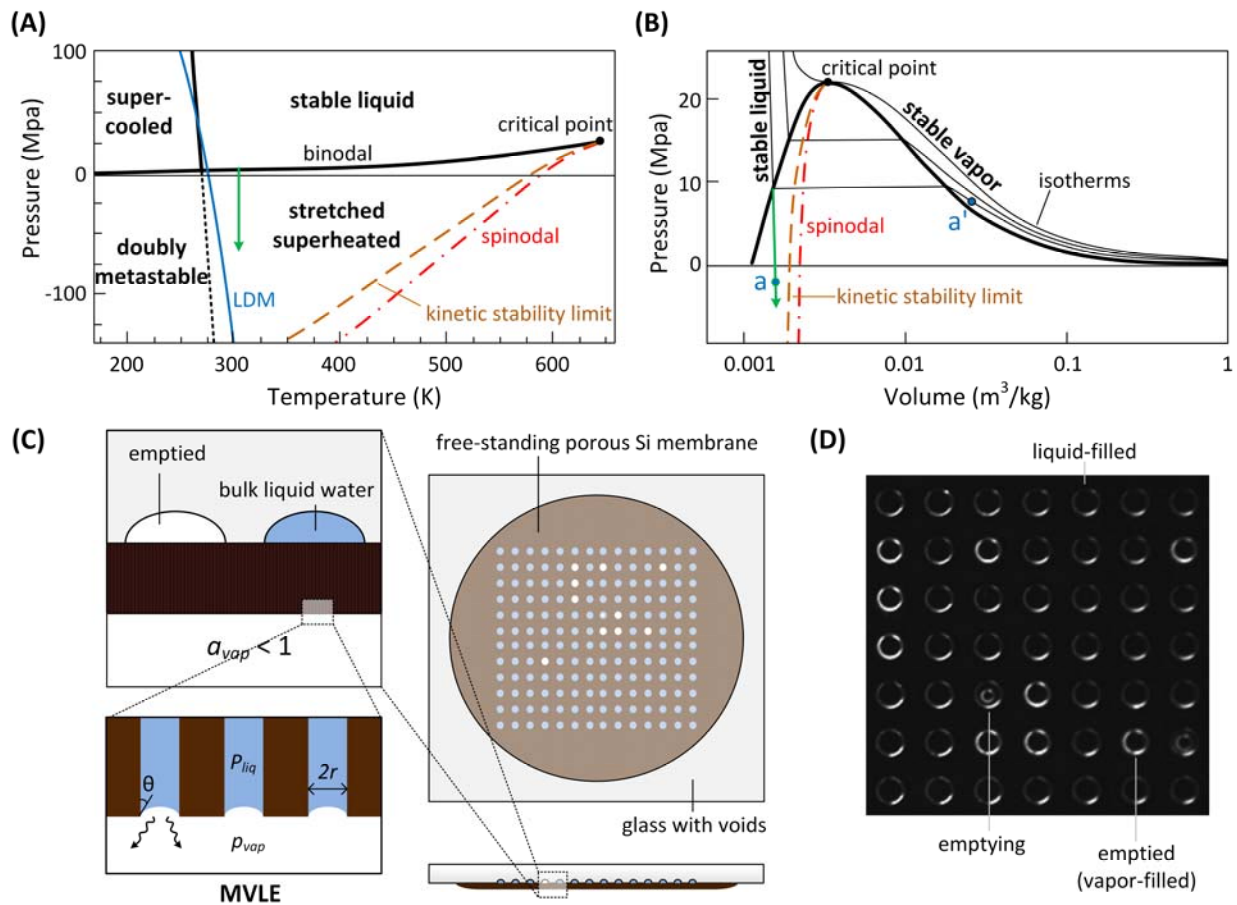 (A)
100
0
-100
Pressure (Mpa)
super-
cooled
stable liquid
critical point
binodal
stretched
superheated
spinodal
doubly
metastable
LDM
kinetic stability limit
200
300
400
500
600
Temperature (K)
(B)
20
10
0
Pressure (Mpa)
critical point
stable liquid
stable vapor
isotherms
a'
spinodal
a
kinetic stability limit
0.001
0.01
0.1
1
Volume (m³/kg)
(C)
emptied
bulk liquid water
a_vap < 1
θ
P_liq
2r
p_vap
MVLE
free-standing porous Si membrane
glass with voids
(D)
liquid-filled
emptying
emptied
(vapor-filled)